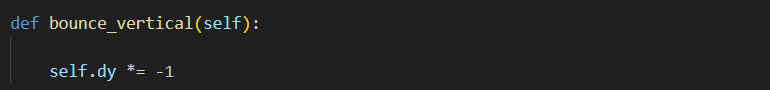 def bounce_vertical(self):
    self.dy *= -1